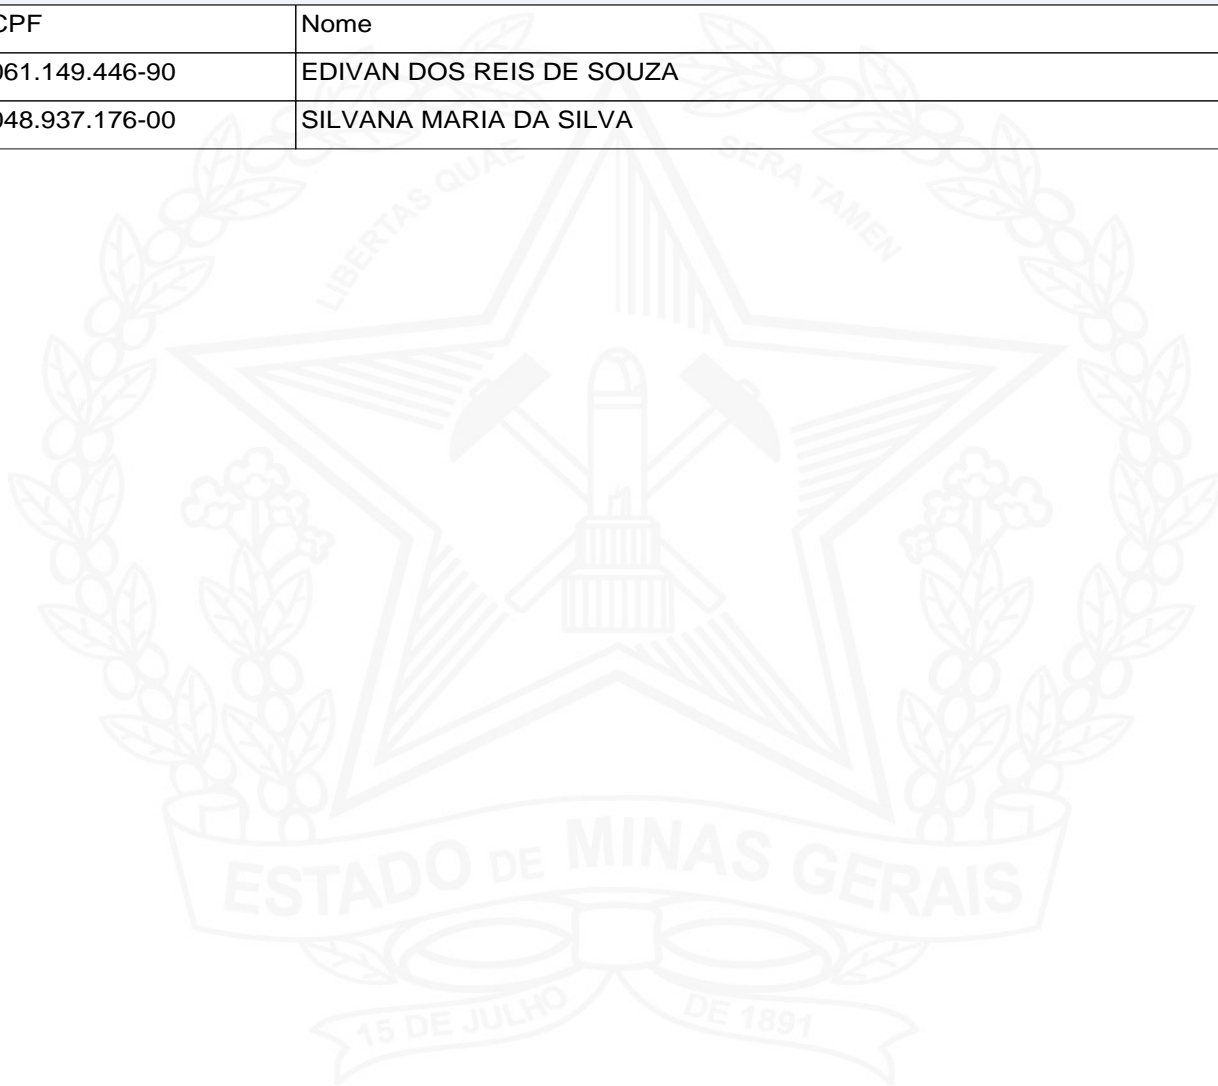 CPF Nome
061.149.446-90 EDIVAN DOS REIS DE SOUZA
048.937.176-00 SILVANA MARIA DA SILVA
LIBERTAS QUAE SERA TAMEN
ESTADO DE MINAS GERAIS
15 DE JULHO DE 1891